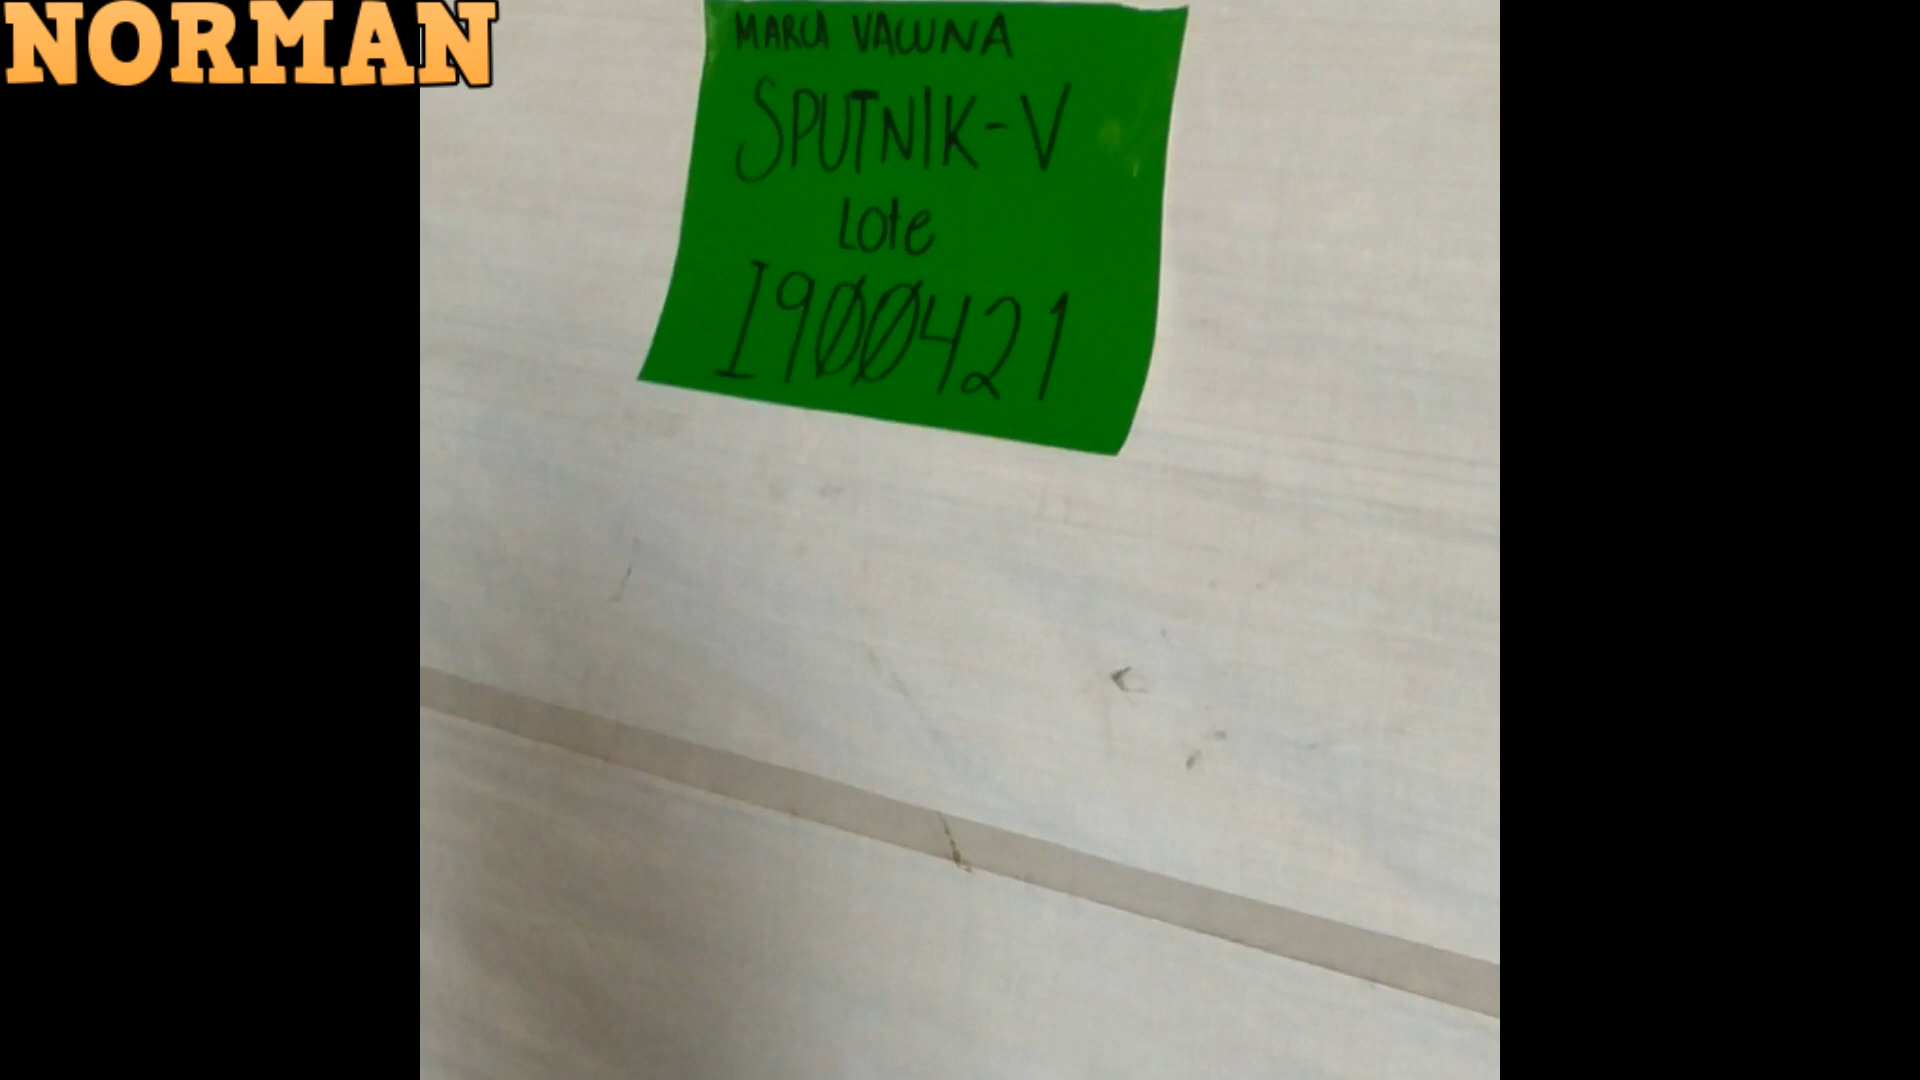 NORMAN
MARCA VACUNA
SPUTNIK-V
Lote
I900421